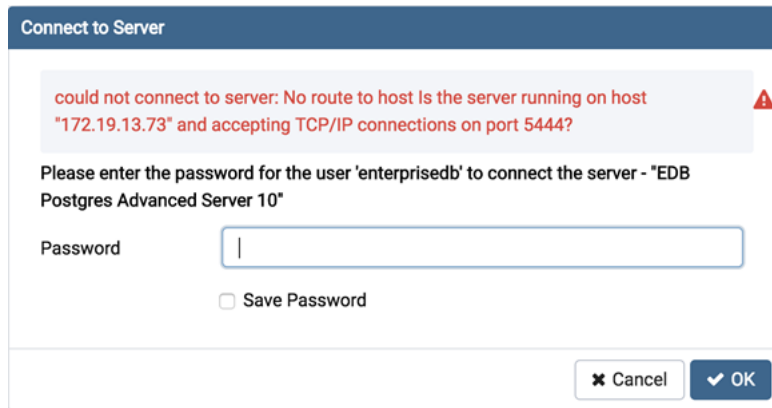 Connect to Server
could not connect to server: No route to host Is the server running on host
"172.19.13.73" and accepting TCP/IP connections on port 5444?
Please enter the password for the user 'enterprisedb' to connect the server - "EDB
Postgres Advanced Server 10"
Password
Save Password
Cancel
OK